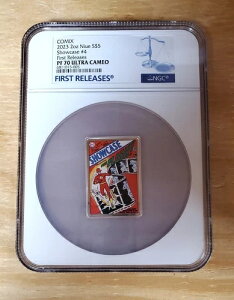 COMIX
2023 2oz Niue S$5
Showcase #4
First Releases
PF 70 ULTRA CAMEO
FIRST RELEASES
NGC
SHOWCASE